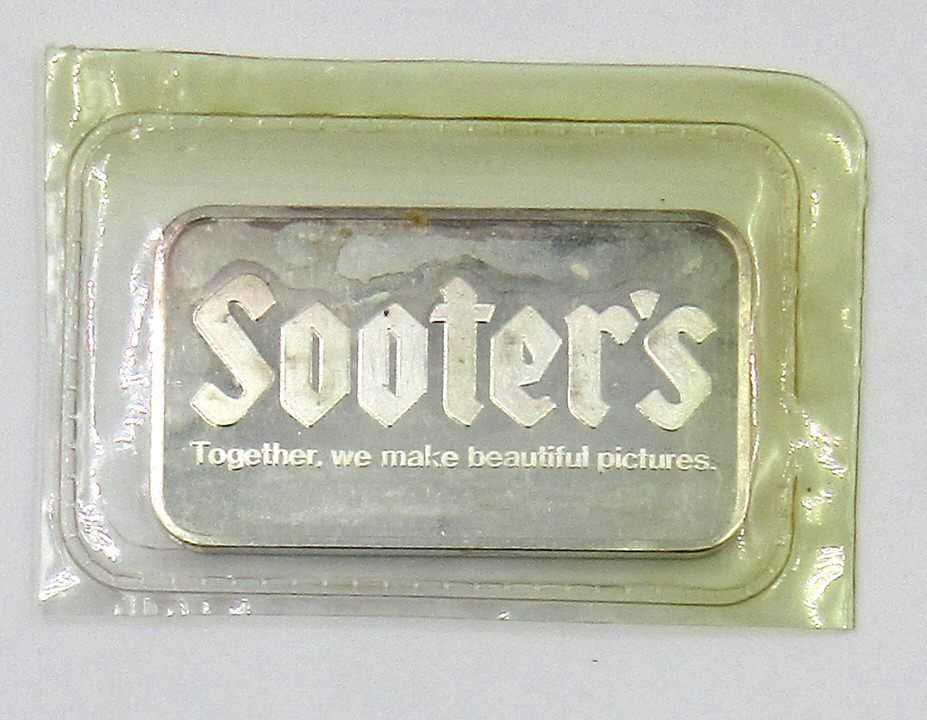 Sooter's
Together, we make beautiful pictures.